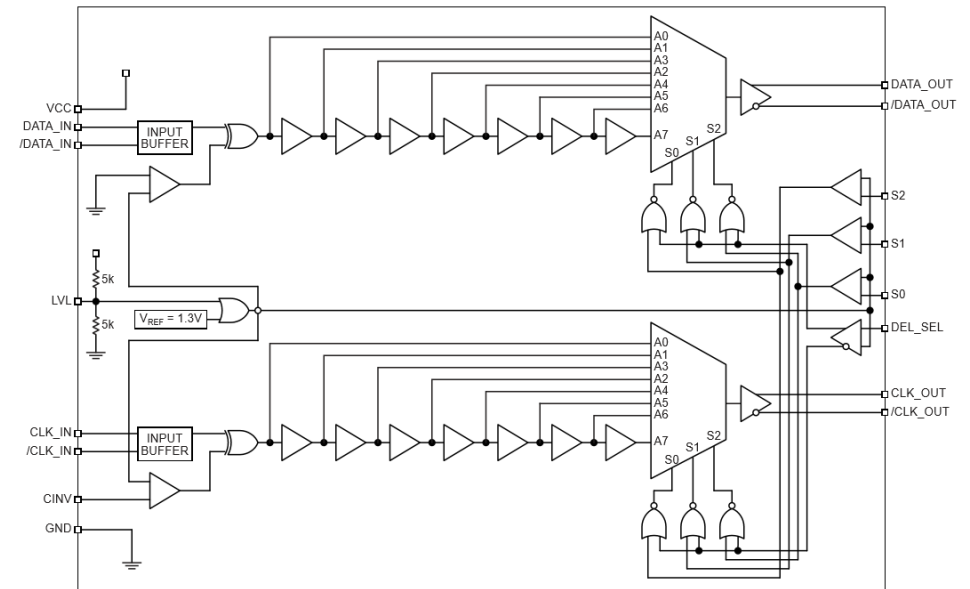 A0
A1
A3
A2
A4
A5
A6
A7
S0
S1
S2
VCC
DATA_IN
/DATA_IN
INPUT
BUFFER
DATA_OUT
/DATA_OUT
S2
S1
S0
DEL_SEL
5k
LVL
VREF = 1.3V
5k
A0
A1
A3
A2
A4
A5
A6
A7
S0
S1
S2
CLK_OUT
/CLK_OUT
CLK_IN
/CLK_IN
INPUT
BUFFER
CINV
GND